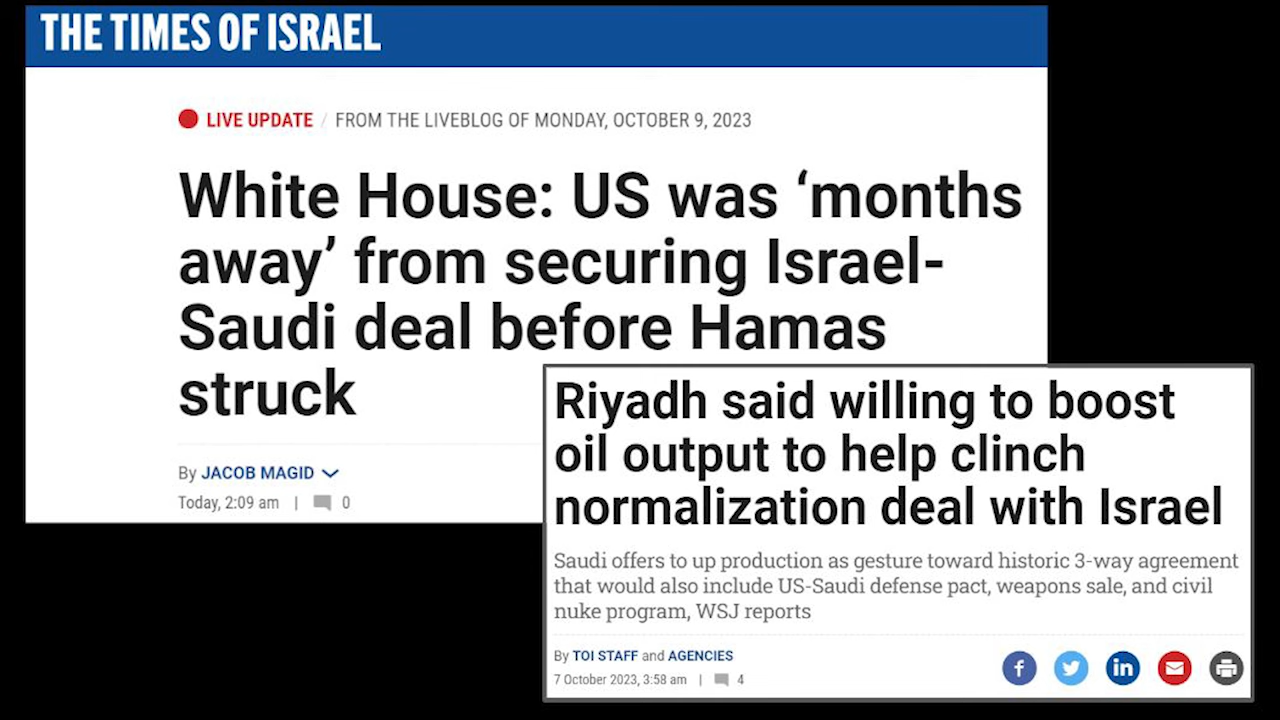 THE TIMES OF ISRAEL
LIVE UPDATE / FROM THE LIVEBLOG OF MONDAY, OCTOBER 9, 2023
White House: US was ‘months
away’ from securing Israel-
Saudi deal before Hamas
struck
By JACOB MAGID
Today, 2:09 am | 0
Riyadh said willing to boost
oil output to help clinch
normalization deal with Israel
Saudi offers to up production as gesture toward historic 3-way agreement
that would also include US-Saudi defense pact, weapons sale, and civil
nuke program, WSJ reports
By TOI STAFF and AGENCIES
7 October 2023, 3:58 am | 4